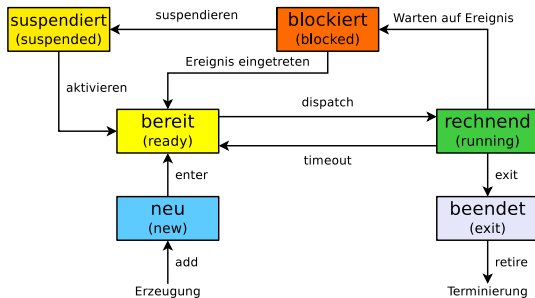 suspendiert
(suspended)
suspendieren
blockiert
(blocked)
Warten auf Ereignis
Ereignis eingetreten
aktivieren
bereit
(ready)
dispatch
rechnend
(running)
timeout
enter
exit
neu
(new)
beendet
(exit)
add
retire
Erzeugung
Terminierung